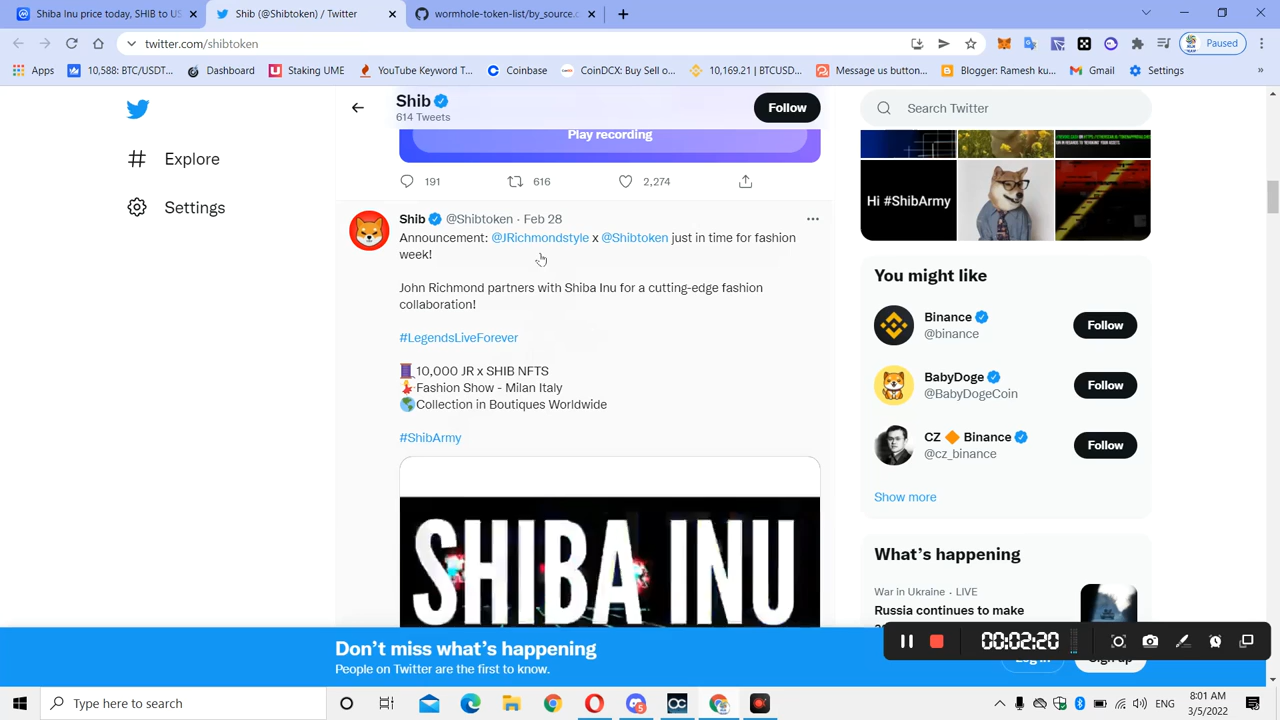 Shiba Inu price today, SHIB to US
Shib (@Shibtoken) / Twitter
Should-exclusions-list/by_source.c
twitter.com/shibtoken
Paused
Apps
10,588: BTC/USDT...
Dashboard
Staking UME
YouTube Keyword T...
Coinbase
CoinDCX: Buy sell o...
10,169.21 | BTCUSD...
Message us button...
Blogger: Ramesh ku...
Gmail
Settings
»
Explore
Settings
Shib
614 Tweets
Follow
Play recording
191
616
2,274
Shib @Shibtoken · Feb 28
Announcement: @JRichmondstyle x @Shibtoken just in time for fashion
week!
John Richmond partners with Shiba Inu for a cutting-edge fashion
collaboration!
#LegendsLiveForever
10,000 JR x SHIB NFTS
Fashion Show - Milan Italy
Collection in Boutiques Worldwide
#ShibArmy
SHIBA INU
Search Twitter
Hi #ShibArmy
You might like
Binance
@binance
Follow
BabyDoge
@BabyDogeCoin
Follow
CZ Binance
@cz_binance
Follow
Show more
What's happening
War in Ukraine · LIVE
Russia continues to make
Don't miss what's happening
People on Twitter are the first to know.
Log in
Sign up
00:02:20
Type here to search
ENG
8:01 AM
3/5/2022